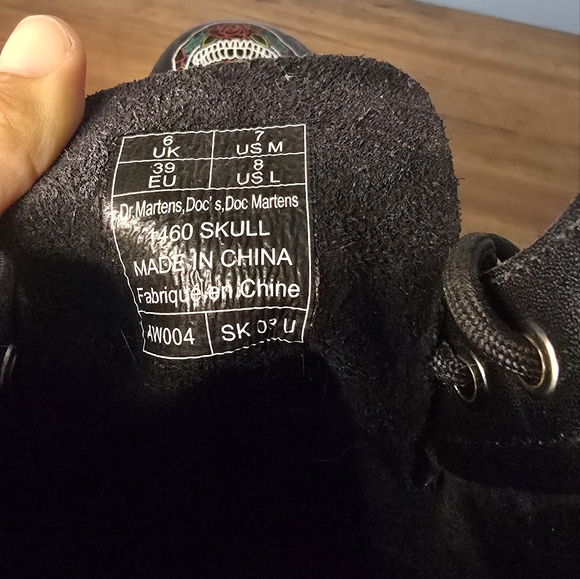 6 UK 7 US M
39 EU 8 US L
Dr Martens,Doc's,Doc Martens
1460 SKULL
MADE IN CHINA
Fabriqué en Chine
AW004 SK U